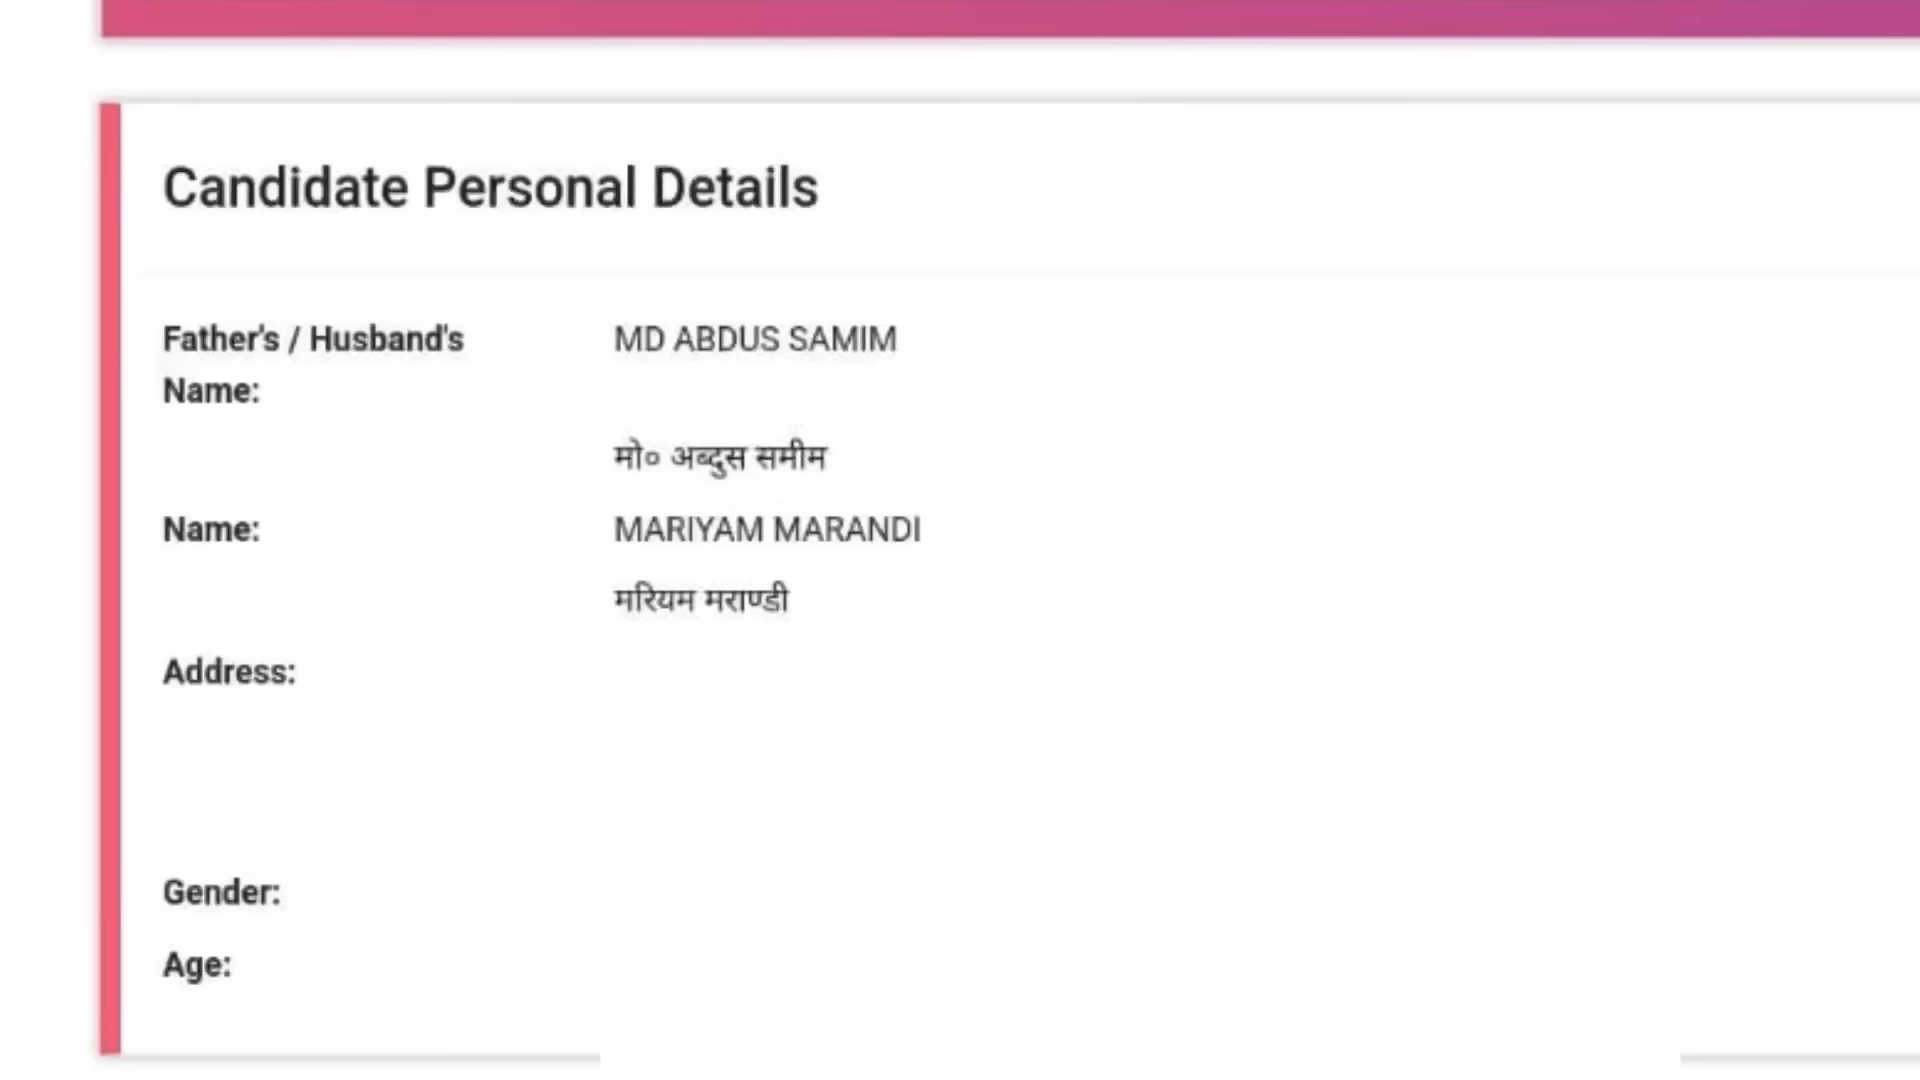 Candidate Personal Details
Father's / Husband's MD ABDUS SAMIM
Name:
मो० अब्दुस समीम
Name: MARIYAM MARANDI
मरियम मराण्डी
Address:
Gender:
Age: